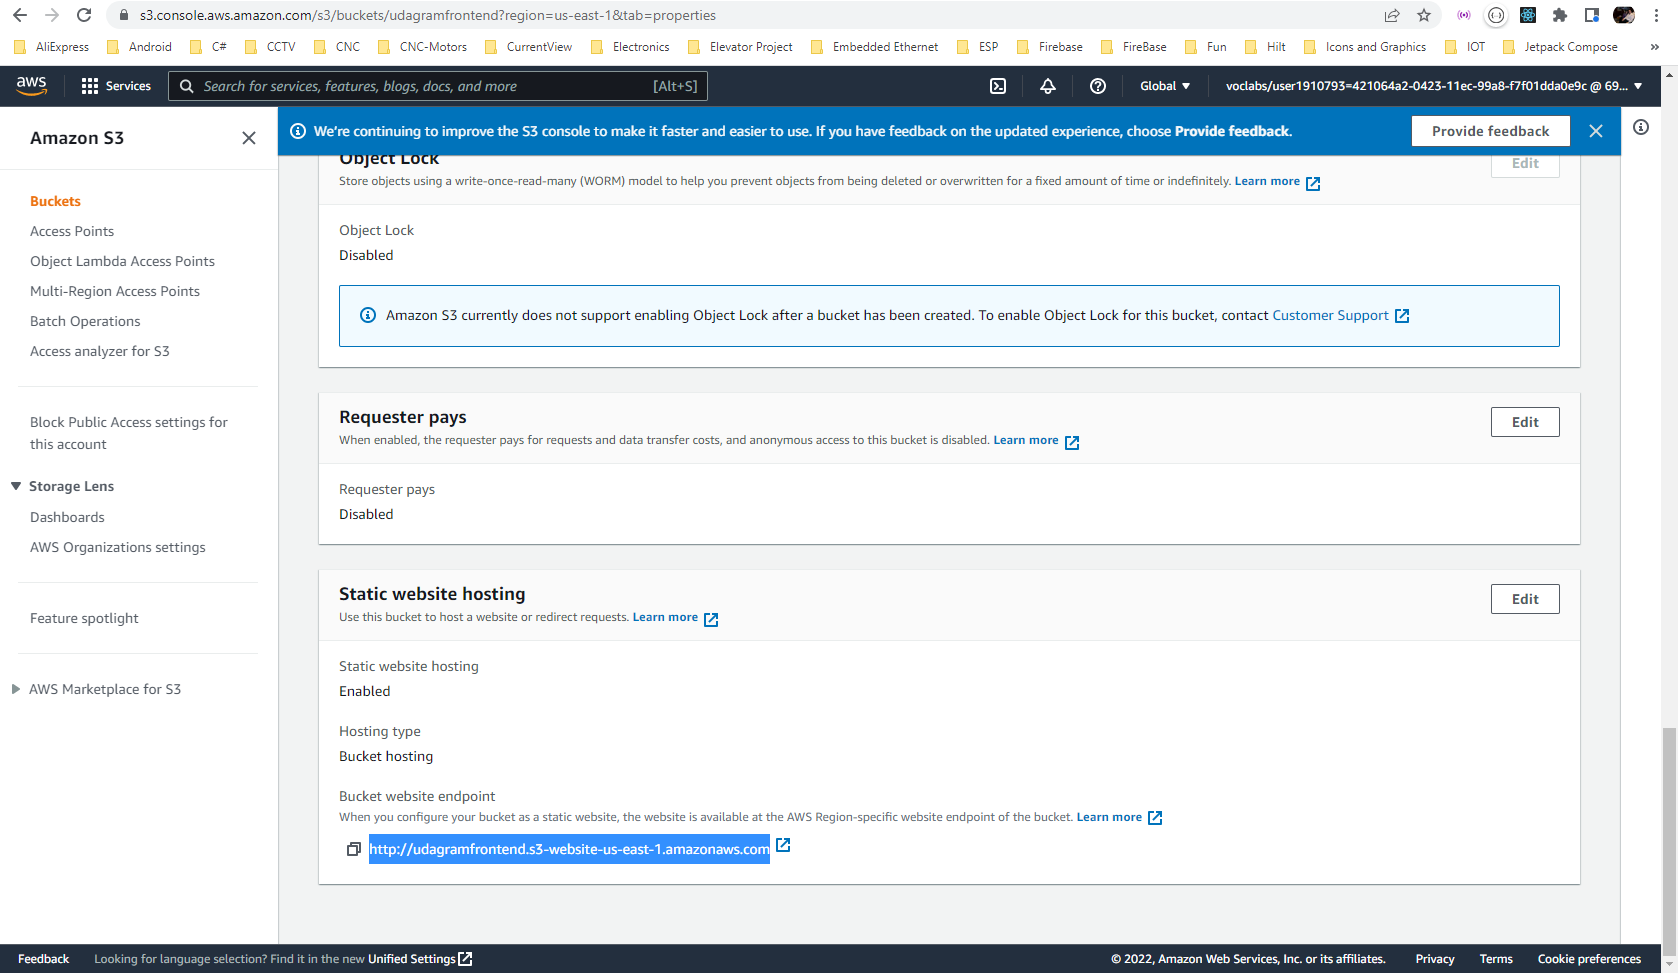 s3.console.aws.amazon.com/s3/buckets/udagramfrontend?region=us-east-1&tab=properties
AliExpress Android C# CCTV CNC CNC-Motors CurrentView Electronics Elevator Project Embedded Ethernet ESP Firebase FireBase Fun Hilt Icons and Graphics IOT Jetpack Compose »
aws Services Search for services, features, blogs, docs, and more [Alt+S] Global voclabs/user1910793=421064a2-0423-11ec-99a8-f7f01dda0e9c @ 69...
Amazon S3
We're continuing to improve the S3 console to make it faster and easier to use. If you have feedback on the updated experience, choose Provide feedback.
Provide feedback
Buckets
Access Points
Object Lambda Access Points
Multi-Region Access Points
Batch Operations
Access analyzer for S3
Block Public Access settings for
this account
Storage Lens
Dashboards
AWS Organizations settings
Feature spotlight
AWS Marketplace for S3
Object Lock
Edit
Store objects using a write-once-read-many (WORM) model to help you prevent objects from being deleted or overwritten for a fixed amount of time or indefinitely. Learn more
Object Lock
Disabled
Amazon S3 currently does not support enabling Object Lock after a bucket has been created. To enable Object Lock for this bucket, contact Customer Support
Requester pays
Edit
When enabled, the requester pays for requests and data transfer costs, and anonymous access to this bucket is disabled. Learn more
Requester pays
Disabled
Static website hosting
Edit
Use this bucket to host a website or redirect requests. Learn more
Static website hosting
Enabled
Hosting type
Bucket hosting
Bucket website endpoint
When you configure your bucket as a static website, the website is available at the AWS Region-specific website endpoint of the bucket. Learn more
http://udagramfrontend.s3-website-us-east-1.amazonaws.com
Feedback Looking for language selection? Find it in the new Unified Settings © 2022, Amazon Web Services, Inc. or its affiliates. Privacy Terms Cookie preferences